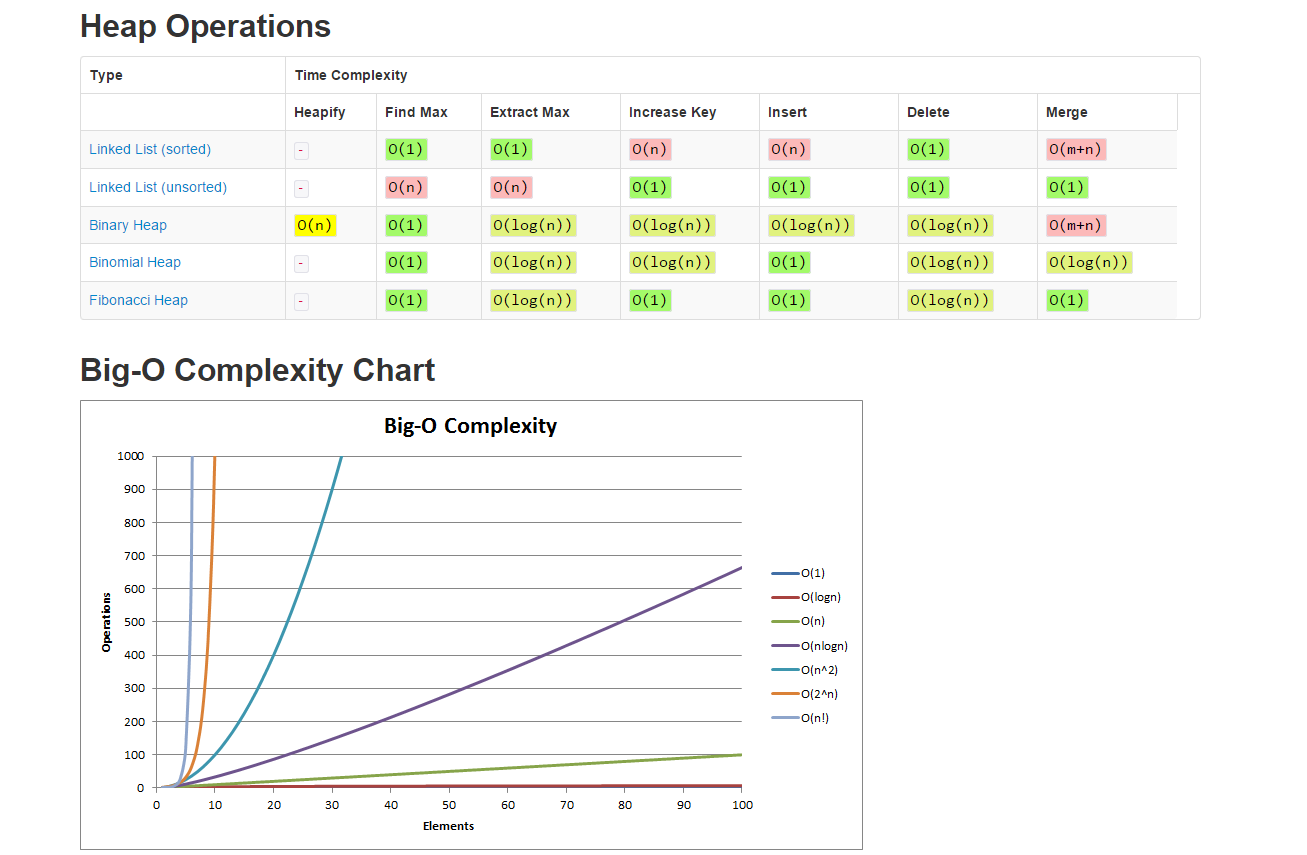 Heap Operations
Type Time Complexity
Heapify Find Max Extract Max Increase Key Insert Delete Merge
Linked List (sorted) - O(1) O(1) O(n) O(n) O(1) O(m+n)
Linked List (unsorted) - O(n) O(n) O(1) O(1) O(1) O(1)
Binary Heap O(n) O(1) O(log(n)) O(log(n)) O(log(n)) O(log(n)) O(m+n)
Binomial Heap - O(1) O(log(n)) O(log(n)) O(1) O(log(n)) O(log(n))
Fibonacci Heap - O(1) O(log(n)) O(1) O(1) O(log(n)) O(1)
Big-O Complexity Chart
Big-O Complexity
1000
900
800
700
600
500
400
300
200
100
0
Operations
0 10 20 30 40 50 60 70 80 90 100
Elements
O(1)
O(logn)
O(n)
O(nlogn)
O(n^2)
O(2^n)
O(n!)